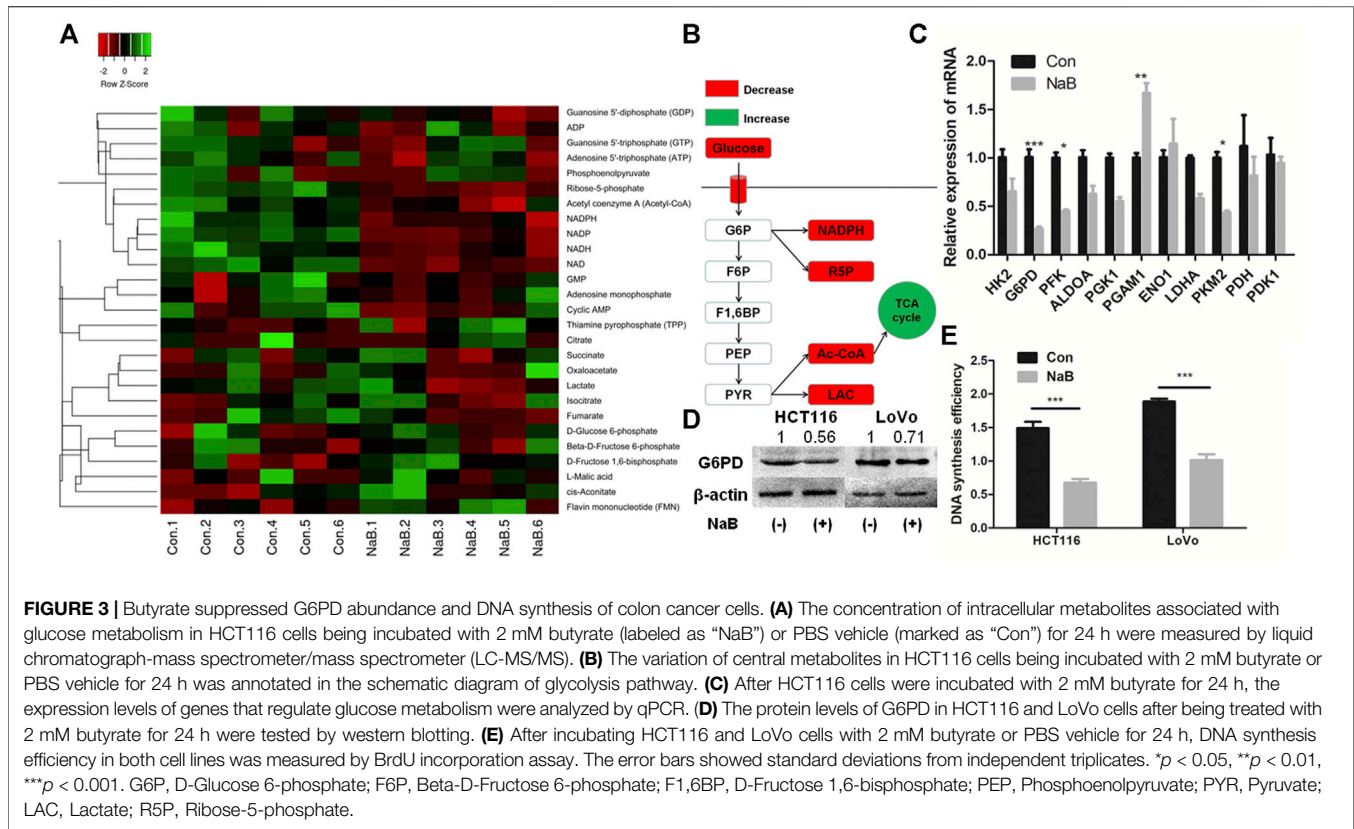 A
B
C
-2 0 2
Row Z-Score
Guanosine 5'-diphosphate (GDP)
ADP
Guanosine 5'-triphosphate (GTP)
Adenosine 5'-triphosphate (ATP)
Phosphoenolpyruvate
Ribose-5-phosphate
Acetyl coenzyme A (Acetyl-CoA)
NADPH
NADP
NADH
NAD
GMP
Adenosine monophosphate
Cyclic AMP
Thiamine pyrophosphate (TPP)
Citrate
Succinate
Oxaloacetate
Lactate
Isocitrate
Fumarate
D-Glucose 6-phosphate
Beta-D-Fructose 6-phosphate
D-Fructose 1,6-bisphosphate
L-Malic acid
cis-Aconitate
Flavin mononucleotide (FMN)
Con.1 Con.2 Con.3 Con.4 Con.5 Con.6 NaB.1 NaB.2 NaB.3 NaB.4 NaB.5 NaB.6
Decrease
Increase
Glucose
G6P NADPH
F6P R5P
F1,6BP TCA
cycle
PEP Ac-CoA
PYR LAC
Relative expression of mRNA
2.0
1.5
1.0
0.5
0.0
Con
NaB
*** * ** *
HK2 G6PD PFK ALDOA PGK1 PGAM1 ENO1 LDHA PKM2 PDH PDK1
D
HCT116 LoVo
1 0.56 1 0.71
G6PD
β-actin
NaB (-) (+) (-) (+)
E
DNA synthesis efficiency
2.5
2.0
1.5
1.0
0.5
0.0
Con
NaB
*** ***
HCT116 LoVo
FIGURE 3 | Butyrate suppressed G6PD abundance and DNA synthesis of colon cancer cells. (A) The concentration of intracellular metabolites associated with
glucose metabolism in HCT116 cells being incubated with 2 mM butyrate (labeled as “NaB”) or PBS vehicle (marked as “Con”) for 24 h were measured by liquid
chromatograph-mass spectrometer/mass spectrometer (LC-MS/MS). (B) The variation of central metabolites in HCT116 cells being incubated with 2 mM butyrate or
PBS vehicle for 24 h was annotated in the schematic diagram of glycolysis pathway. (C) After HCT116 cells were incubated with 2 mM butyrate for 24 h, the
expression levels of genes that regulate glucose metabolism were analyzed by qPCR. (D) The protein levels of G6PD in HCT116 and LoVo cells after being treated with
2 mM butyrate for 24 h were tested by western blotting. (E) After incubating HCT116 and LoVo cells with 2 mM butyrate or PBS vehicle for 24 h, DNA synthesis
efficiency in both cell lines was measured by BrdU incorporation assay. The error bars showed standard deviations from independent triplicates. *p < 0.05, **p < 0.01,
***p < 0.001. G6P, D-Glucose 6-phosphate; F6P, Beta-D-Fructose 6-phosphate; F1,6BP, D-Fructose 1,6-bisphosphate; PEP, Phosphoenolpyruvate; PYR, Pyruvate;
LAC, Lactate; R5P, Ribose-5-phosphate.